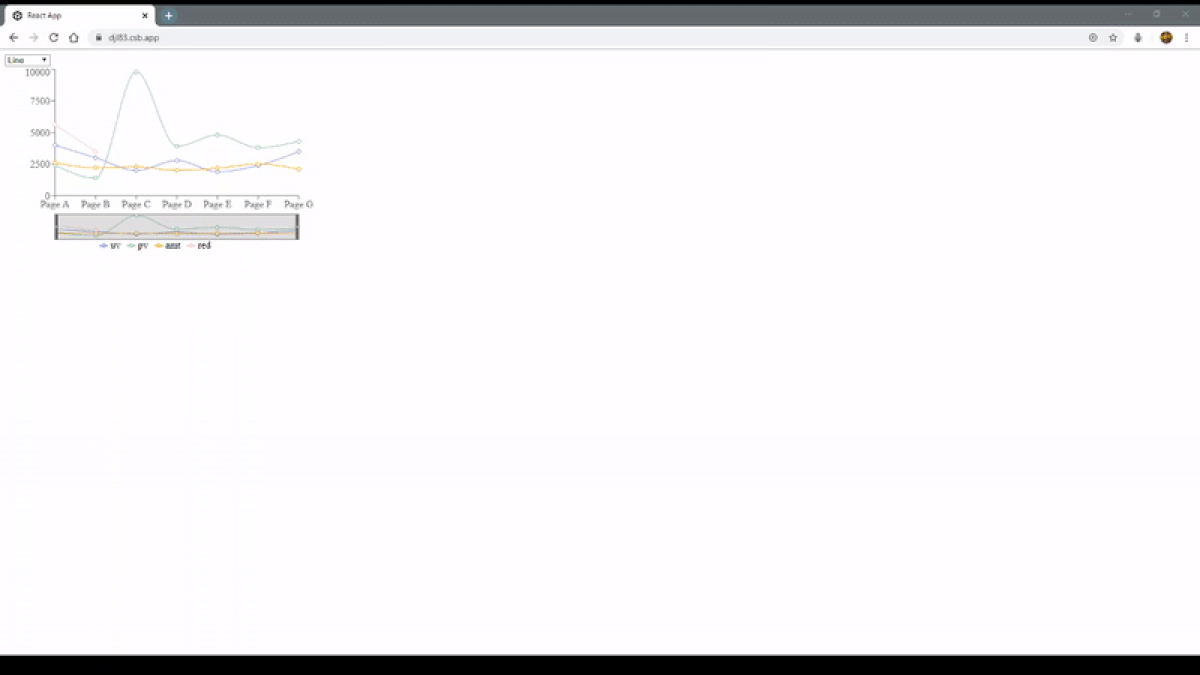 React App
djl83.csb.app
Line
10000
7500
5000
2500
0
Page A Page B Page C Page D Page E Page F Page G
uv pv amt red